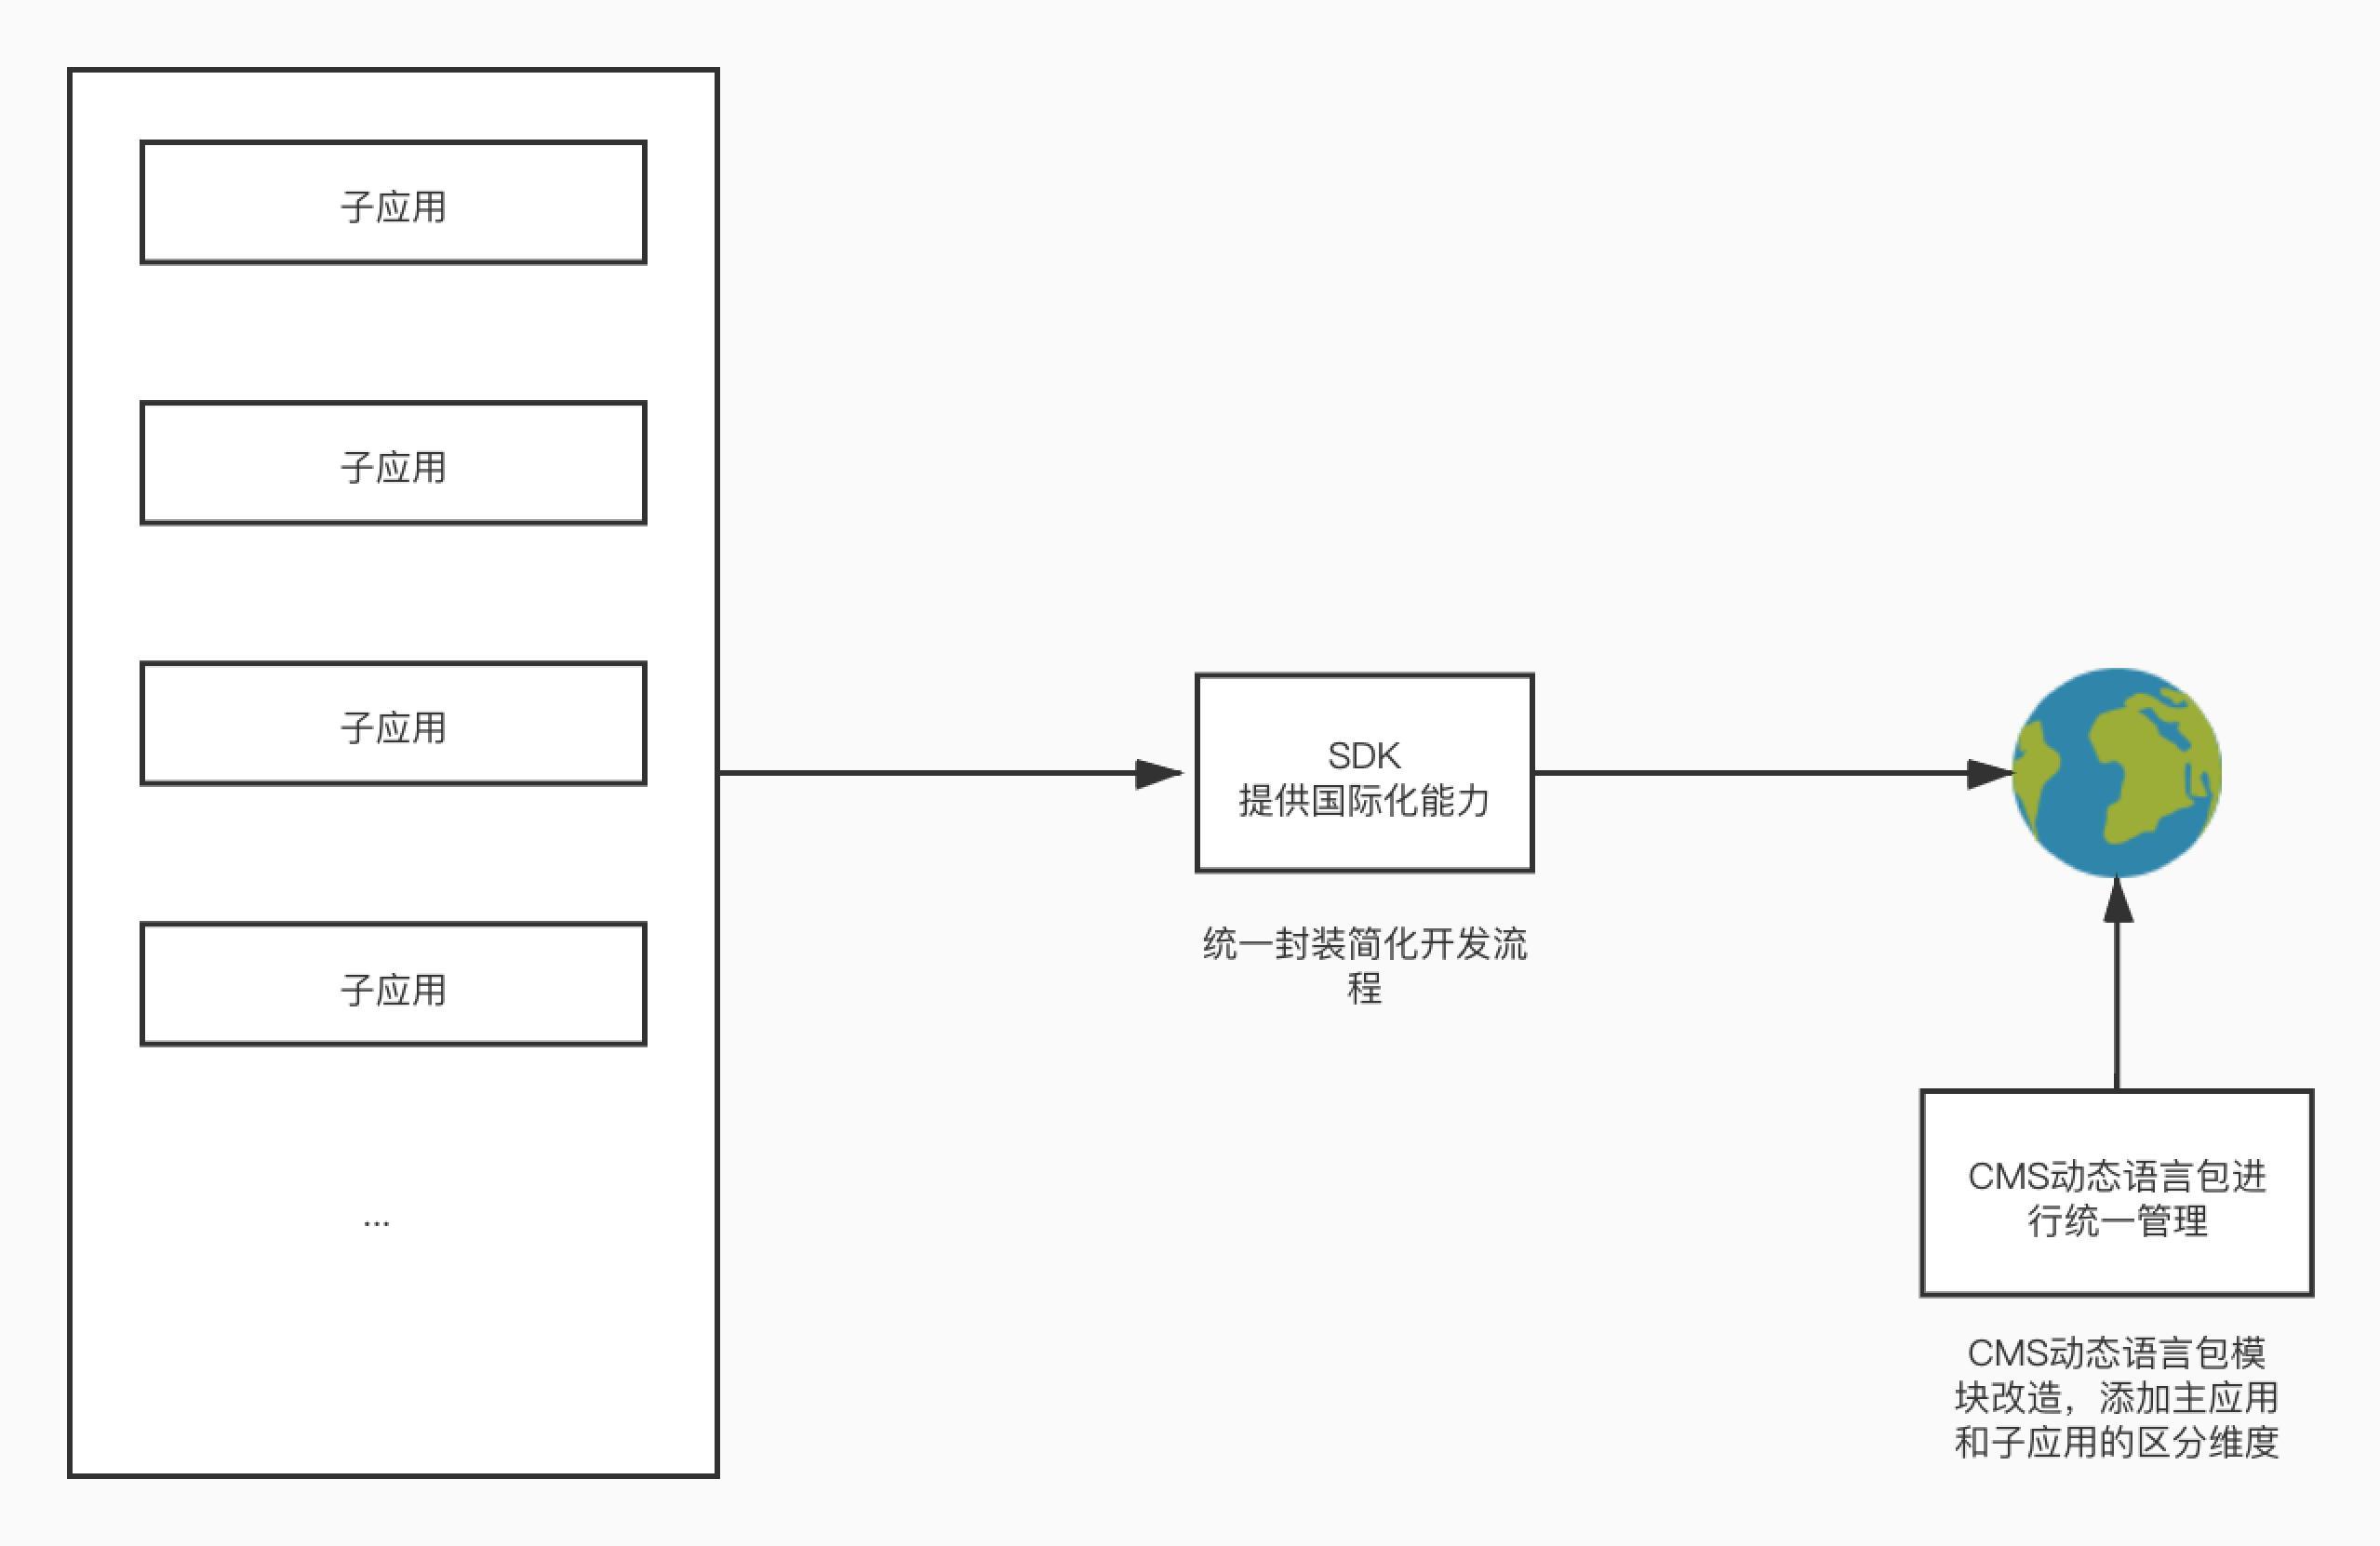 子应用
子应用
子应用
子应用
...
SDK
提供国际化能力
统一封装简化开发流
程
CMS动态语言包进
行统一管理
CMS动态语言包模
块改造，添加主应用
和子应用的区分维度